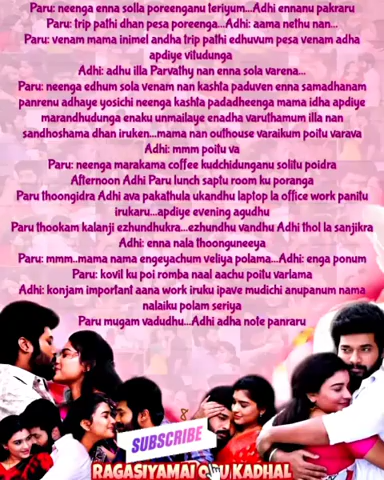 Paru: neenga enna solla poreenganu teriyum...Adhi ennanu pakraru
Paru: trip pathi dhan pesa poreenga...Adhi: aama nethu nan...
Paru: venam mama inimel andha trip pathi edhuvum pesa venam adha
apdiye vitudunga
Adhi: adhu illa Parvathy nan enna sola varena...
Paru: neenga edhum sola venam nan kashta paduven enna samadhanam
panrenu adhaye yosichi neenga kashta padadheenga mama idha apdiye
marandhudunga enaku unmailaye enadha varuthamum illa nan
sandhoshama dhan iruken...mama nan outhouse varaikum poitu varava
Adhi: mmm poitu va
Paru: neenga marakama coffee kudchidunganu solitu poidra
Afternoon Adhi Paru lunch saptu room ku poranga
Paru thoongidra Adhi ava pakathula ukandhu laptop la office work panitu
irukaru...apdiye evening agudhu
Paru thookam kalanji ezhundhukra...ezhundhu vandhu Adhi thol la sanjikra
Adhi: enna nala thoonguneeya
Paru: mmm..mama nama engeyachum veliya polama...Adhi: enga ponum
Paru: kovil ku poi romba naal aachu poitu varlama
Adhi: konjam important aana work iruku ipave mudichi anupanum nama
nalaiku polam seriya
Paru mugam vadudhu...Adhi adha note panraru
SUBSCRIBE
RAGASIYAMAI KADHAL